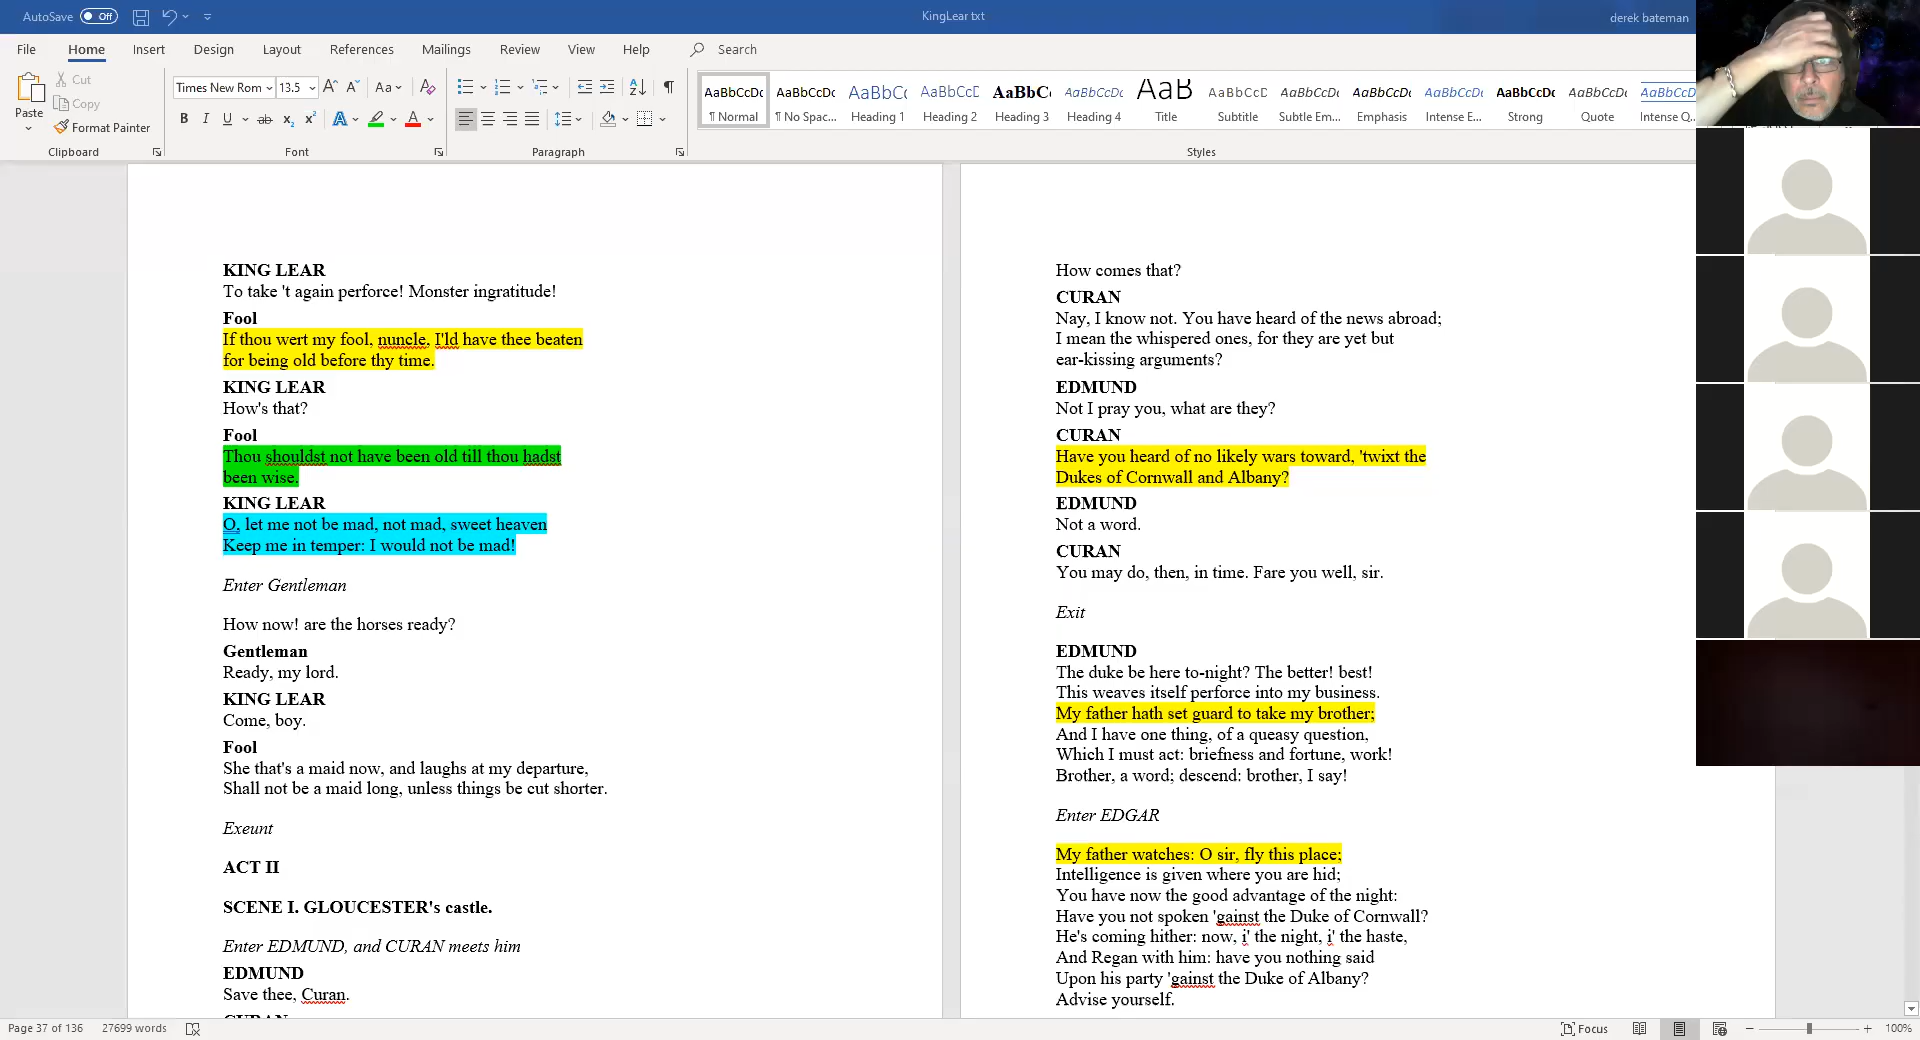 AutoSave Off
KingLear txt
derek bateman
File Home Insert Design Layout References Mailings Review View Help Search
Paste
Cut
Copy
Format Painter
Times New Rom 13.5
AaBbCcDc AaBbCcDc AaBbCc AaBbCcD AaBbC AaBbCcDc AaB AaBbCcD AaBbCcDc AaBbCcDc AaBbCcDc AaBbCcDc AaBbCcDc AaBbCcDc
¶ Normal ¶ No Spac... Heading 1 Heading 2 Heading 3 Heading 4 Title Subtitle Subtle Em... Emphasis Intense E... Strong Quote Intense Q...
Clipboard Font Paragraph Styles
KING LEAR
To take 't again perforce! Monster ingratitude!
Fool
If thou wert my fool, nuncle, I'ld have thee beaten
for being old before thy time.
KING LEAR
How's that?
Fool
Thou shouldst not have been old till thou hadst
been wise.
KING LEAR
O, let me not be mad, not mad, sweet heaven
Keep me in temper: I would not be mad!
Enter Gentleman
How now! are the horses ready?
Gentleman
Ready, my lord.
KING LEAR
Come, boy.
Fool
She that's a maid now, and laughs at my departure,
Shall not be a maid long, unless things be cut shorter.
Exeunt
ACT II
SCENE I. GLOUCESTER's castle.
Enter EDMUND, and CURAN meets him
EDMUND
Save thee, Curan.
CURAN
How comes that?
CURAN
Nay, I know not. You have heard of the news abroad;
I mean the whispered ones, for they are yet but
ear-kissing arguments?
EDMUND
Not I pray you, what are they?
CURAN
Have you heard of no likely wars toward, 'twixt the
Dukes of Cornwall and Albany?
EDMUND
Not a word.
CURAN
You may do, then, in time. Fare you well, sir.
Exit
EDMUND
The duke be here to-night? The better! best!
This weaves itself perforce into my business.
My father hath set guard to take my brother;
And I have one thing, of a queasy question,
Which I must act: briefness and fortune, work!
Brother, a word; descend: brother, I say!
Enter EDGAR
My father watches: O sir, fly this place;
Intelligence is given where you are hid;
You have now the good advantage of the night:
Have you not spoken 'gainst the Duke of Cornwall?
He's coming hither: now, i' the night, i' the haste,
And Regan with him: have you nothing said
Upon his party 'gainst the Duke of Albany?
Advise yourself.
Page 37 of 136 27699 words
Focus 100%